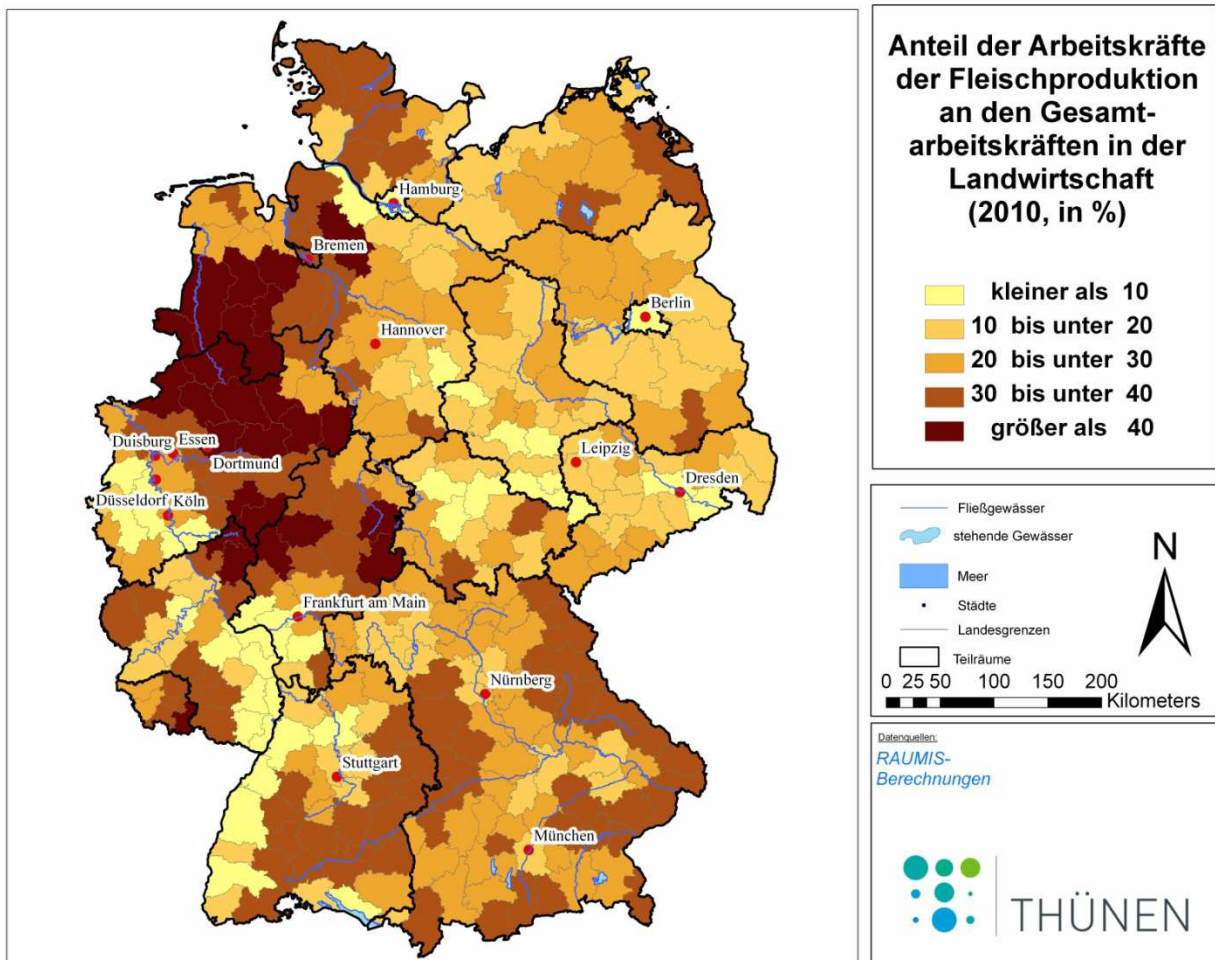 Anteil der Arbeitskräfte
der Fleischproduktion
an den Gesamt-
arbeitskräften in der
Landwirtschaft
(2010, in %)
kleiner als 10
10 bis unter 20
20 bis unter 30
30 bis unter 40
größer als 40
Hamburg
Bremen
Berlin
Hannover
Duisburg
Essen
Dortmund
Leipzig
Dresden
Düsseldorf
Köln
Frankfurt am Main
Nürnberg
Stuttgart
München
Fließgewässer
stehende Gewässer
Meer
Städte
Landesgrenzen
Teilräume
N
0 25 50 100 150 200
Kilometers
Datenquellen:
RAUMIS-
Berechnungen
THÜNEN